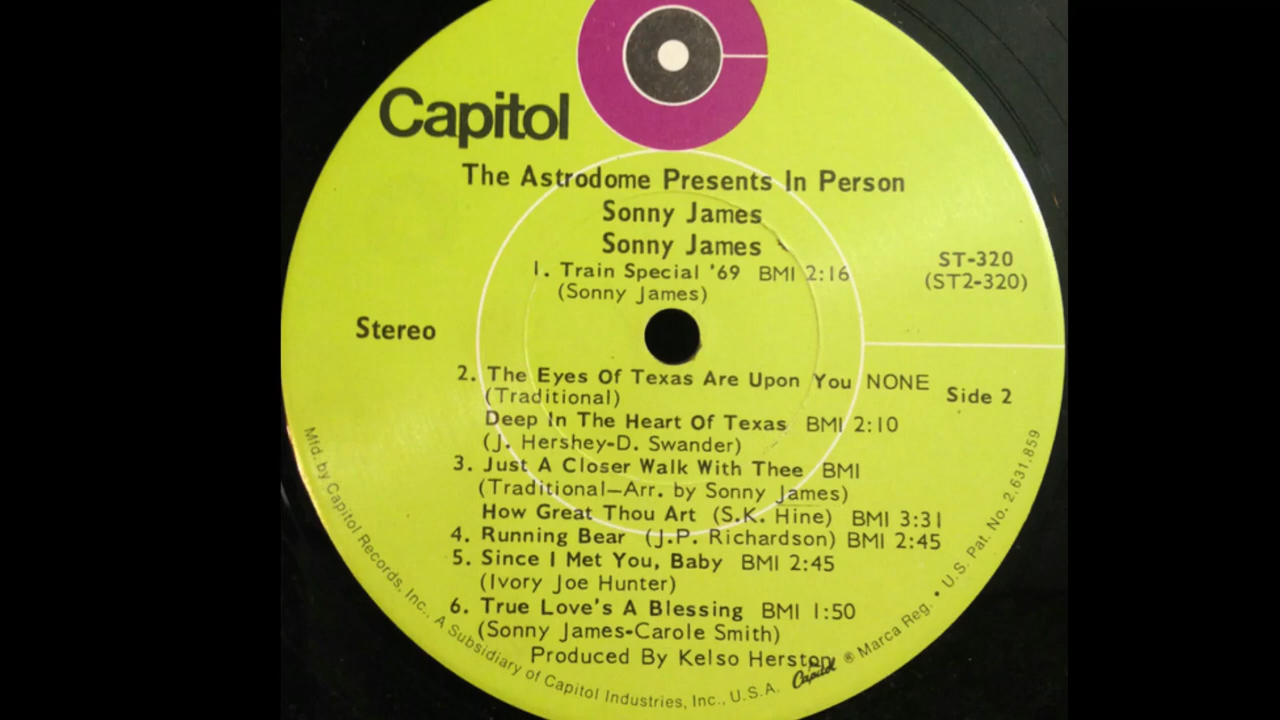 Capitol
The Astrodome Presents In Person
Sonny James
Sonny James
1. Train Special '69 BMI 2:16
(Sonny James)
ST-320
(ST2-320)
Stereo
2. The Eyes Of Texas Are Upon You NONE
(Traditional)
Side 2
Deep In The Heart Of Texas BMI 2:10
(J. Hershey-D. Swander)
3. Just A Closer Walk With Thee BMI
(Traditional—Arr. by Sonny James)
How Great Thou Art (S.K. Hine) BMI 3:31
4. Running Bear (J.P. Richardson) BMI 2:45
5. Since I Met You, Baby BMI 2:45
(Ivory Joe Hunter)
6. True Love's A Blessing BMI 1:50
(Sonny James-Carole Smith)
Produced By Kelso Herston
Mfd. by Capitol Records, Inc., A Subsidiary of Capitol Industries, Inc., U.S.A. Capitol ® Marca Reg. • U.S. Pat. No. 2,631,859